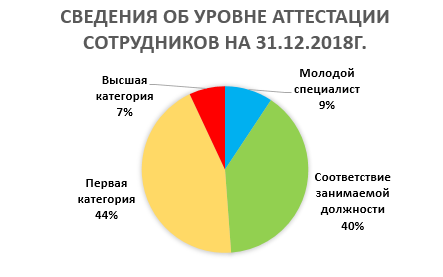 СВЕДЕНИЯ ОБ УРОВНЕ АТТЕСТАЦИИ
СОТРУДНИКОВ НА 31.12.2018Г.
Высшая
категория
7%
Молодой
специалист
9%
Первая
категория
44%
Соответствие
занимаемой
должности
40%